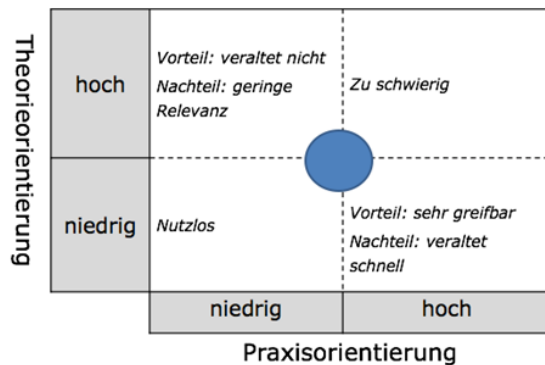 Theorieorientierung
hoch
Vorteil: veraltet nicht
Nachteil: geringe
Relevanz
Zu schwierig
niedrig
Nutzlos
Vorteil: sehr greifbar
Nachteil: veraltet
schnell
niedrig
hoch
Praxisorientierung